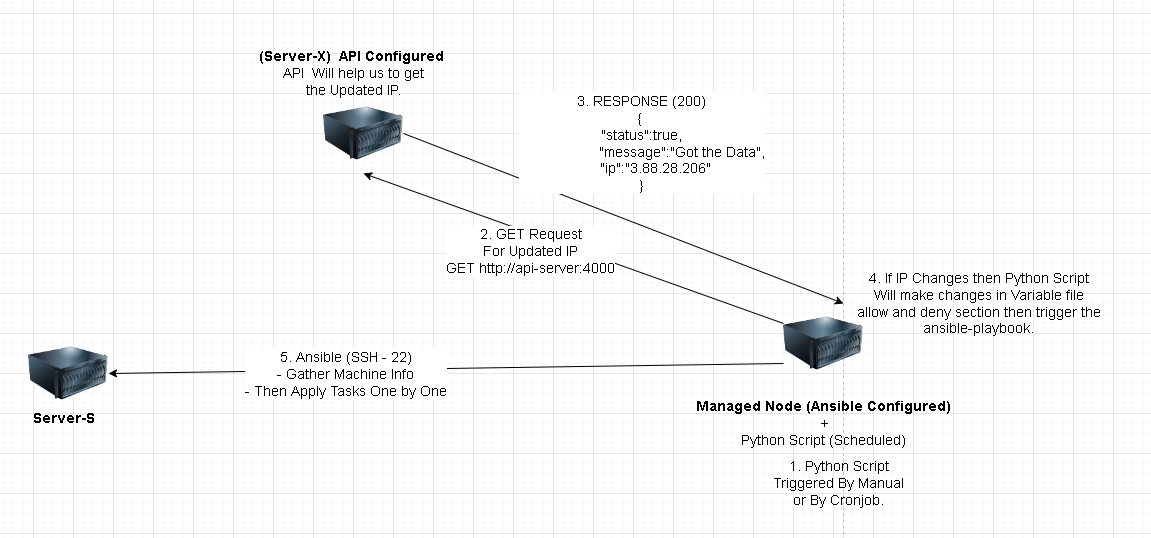 (Server-X)  API Configured
API  Will help us to get
the Updated IP.
3. RESPONSE (200)
{
"status":true,
"message":"Got the Data",
"ip":"3.88.28.206"
}
2. GET Request
For Updated IP
GET http://api-server:4000
4. If IP Changes then Python Script
Will make changes in Variable file
allow and deny section then trigger the
ansible-playbook.
5. Ansible (SSH - 22)
- Gather Machine Info
- Then Apply Tasks One by One
Server-S
Managed Node (Ansible Configured)
+
Python Script (Scheduled)
1. Python Script
Triggered By Manual
or By Cronjob.